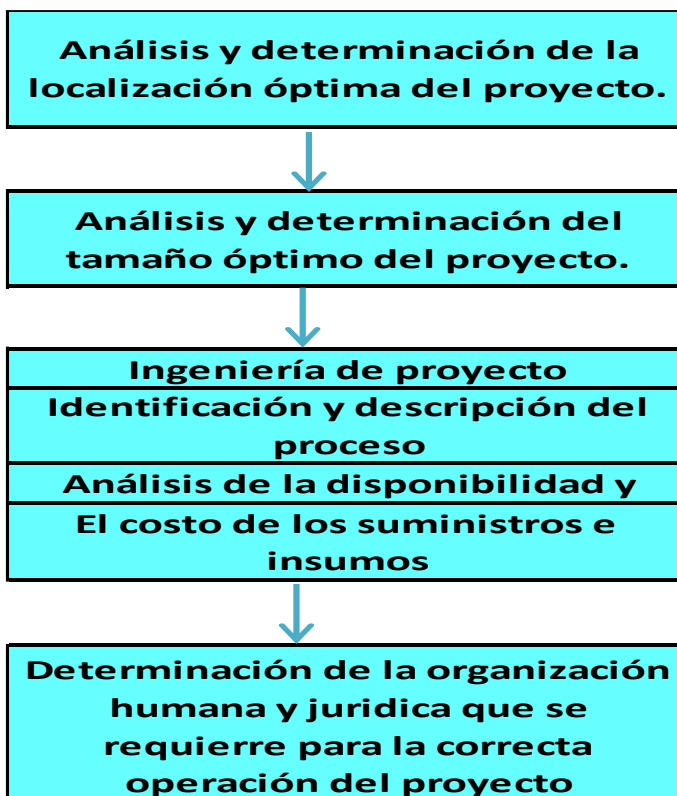 Análisis y determinación de la
localización óptima del proyecto.
Análisis y determinación del
tamaño óptimo del proyecto.
Ingeniería de proyecto
Identificación y descripción del
proceso
Análisis de la disponibilidad y
El costo de los suministros e
insumos
Determinación de la organización
humana y juridica que se
requierre para la correcta
operación del proyecto